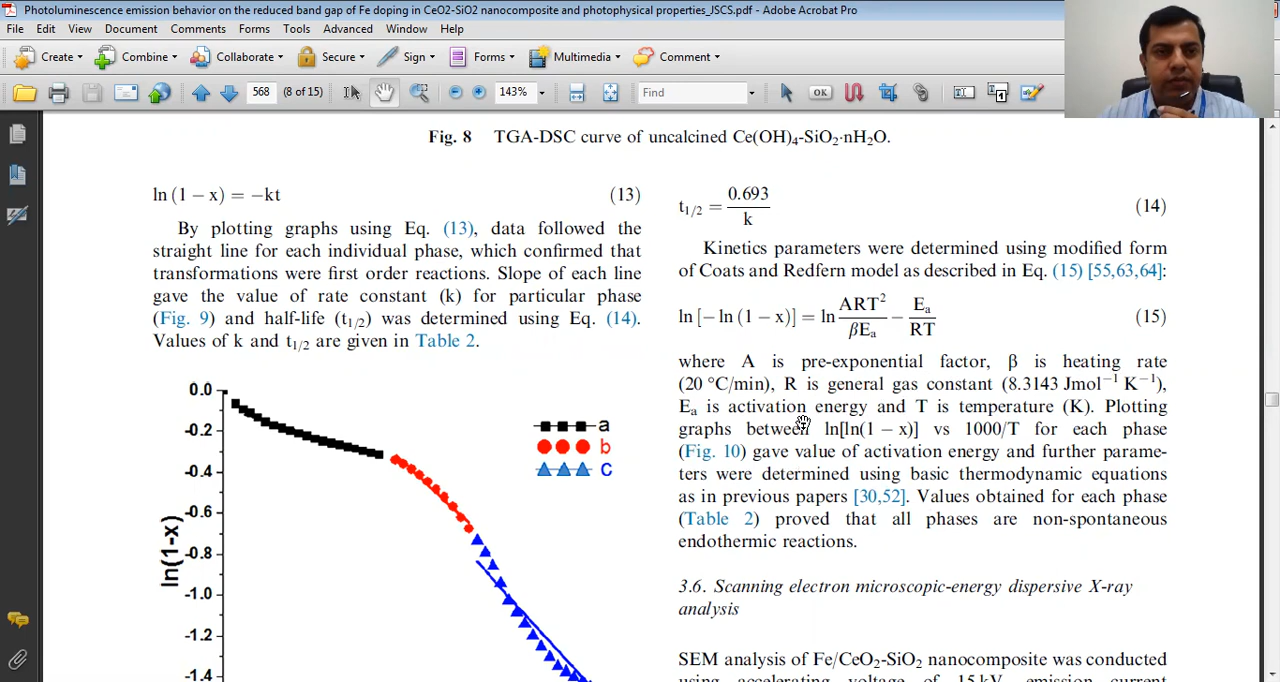 Photoluminescence emission behavior on the reduced band gap of Fe doping in CeO2-SiO2 nanocomposite and photophysical properties_JSCS.pdf - Adobe Acrobat Pro
File Edit View Document Comments Forms Tools Advanced Window Help
Create Combine Collaborate Secure Sign Forms Multimedia Comment
568 (8 of 15) OK 143% Find
Fig. 8 TGA-DSC curve of uncalcined Ce(OH)₄-SiO₂·nH₂O.
ln (1 − x) = −kt (13)
By plotting graphs using Eq. (13), data followed the
straight line for each individual phase, which confirmed that
transformations were first order reactions. Slope of each line
gave the value of rate constant (k) for particular phase
(Fig. 9) and half-life (t₁/₂) was determined using Eq. (14).
Values of k and t₁/₂ are given in Table 2.
0.0
-0.2
-0.4
-0.6
-0.8
-1.0
-1.2
-1.4
ln(1-x)
a
b
c
t₁/₂ = 0.693/k (14)
Kinetics parameters were determined using modified form
of Coats and Redfern model as described in Eq. (15) [55,63,64]:
ln [−ln (1 − x)] = ln ART²/βEₐ − Eₐ/RT (15)
where A is pre-exponential factor, β is heating rate
(20 °C/min), R is general gas constant (8.3143 Jmol⁻¹ K⁻¹),
Eₐ is activation energy and T is temperature (K). Plotting
graphs between ln[ln(1 − x)] vs 1000/T for each phase
(Fig. 10) gave value of activation energy and further parame-
ters were determined using basic thermodynamic equations
as in previous papers [30,52]. Values obtained for each phase
(Table 2) proved that all phases are non-spontaneous
endothermic reactions.
3.6. Scanning electron microscopic-energy dispersive X-ray
analysis
SEM analysis of Fe/CeO₂-SiO₂ nanocomposite was conducted
using accelerating voltage of 15 kV, emission current